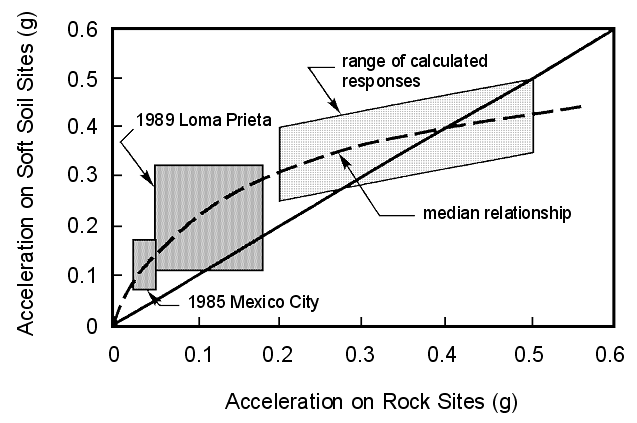 Acceleration on Soft Soil Sites (g)
0.6
0.5
0.4
0.3
0.2
0.1
0
range of calculated
responses
1989 Loma Prieta
median relationship
1985 Mexico City
0 0.1 0.2 0.3 0.4 0.5 0.6
Acceleration on Rock Sites (g)